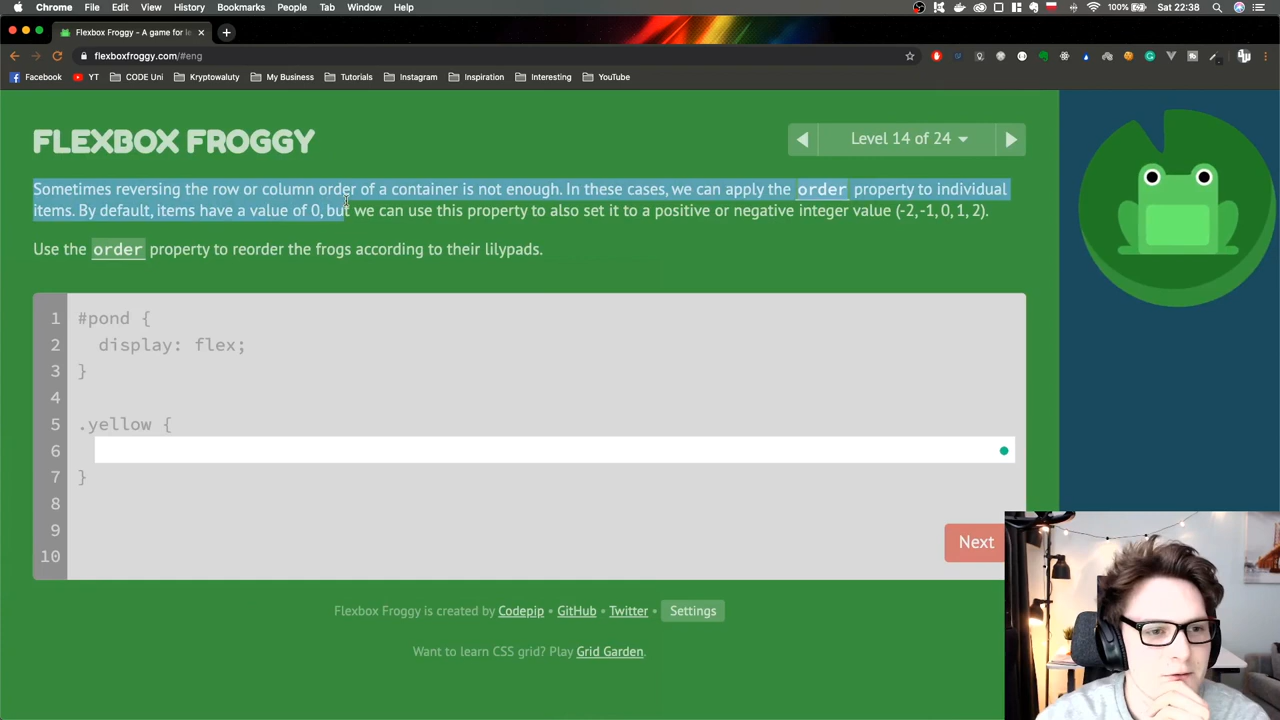 Chrome File Edit View History Bookmarks People Tab Window Help 100% Sat 22:38
Flexbox Froggy - A game for le
flexboxfroggy.com/#eng
Facebook YT CODE Uni Kryptowaluty My Business Tutorials Instagram Inspiration Interesting YouTube
FLEXBOX FROGGY
Level 14 of 24
Sometimes reversing the row or column order of a container is not enough. In these cases, we can apply the order property to individual
items. By default, items have a value of 0, but we can use this property to also set it to a positive or negative integer value (-2, -1, 0, 1, 2).
Use the order property to reorder the frogs according to their lilypads.
1 #pond {
2 display: flex;
3 }
4
5 .yellow {
6
7 }
8
9
10
Next
Flexbox Froggy is created by Codepip • GitHub • Twitter • Settings
Want to learn CSS grid? Play Grid Garden.